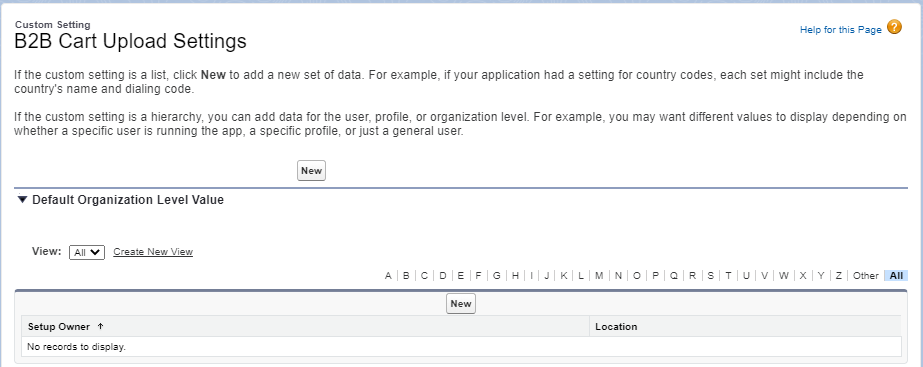 Custom Setting
B2B Cart Upload Settings
Help for this Page ?
If the custom setting is a list, click New to add a new set of data. For example, if your application had a setting for country codes, each set might include the
country's name and dialing code.
If the custom setting is a hierarchy, you can add data for the user, profile, or organization level. For example, you may want different values to display depending on
whether a specific user is running the app, a specific profile, or just a general user.
New
Default Organization Level Value
View: All Create New View
A | B | C | D | E | F | G | H | I | J | K | L | M | N | O | P | Q | R | S | T | U | V | W | X | Y | Z | Other All
New
Setup Owner ↑ Location
No records to display.